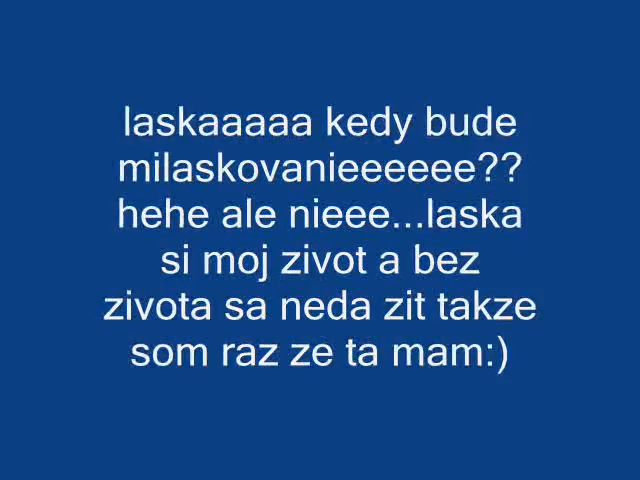 laskaaaaa kedy bude
milaskovanieeeeee??
hehe ale nieee...laska
si moj zivot a bez
zivota sa neda zit takze
som raz ze ta mam:)